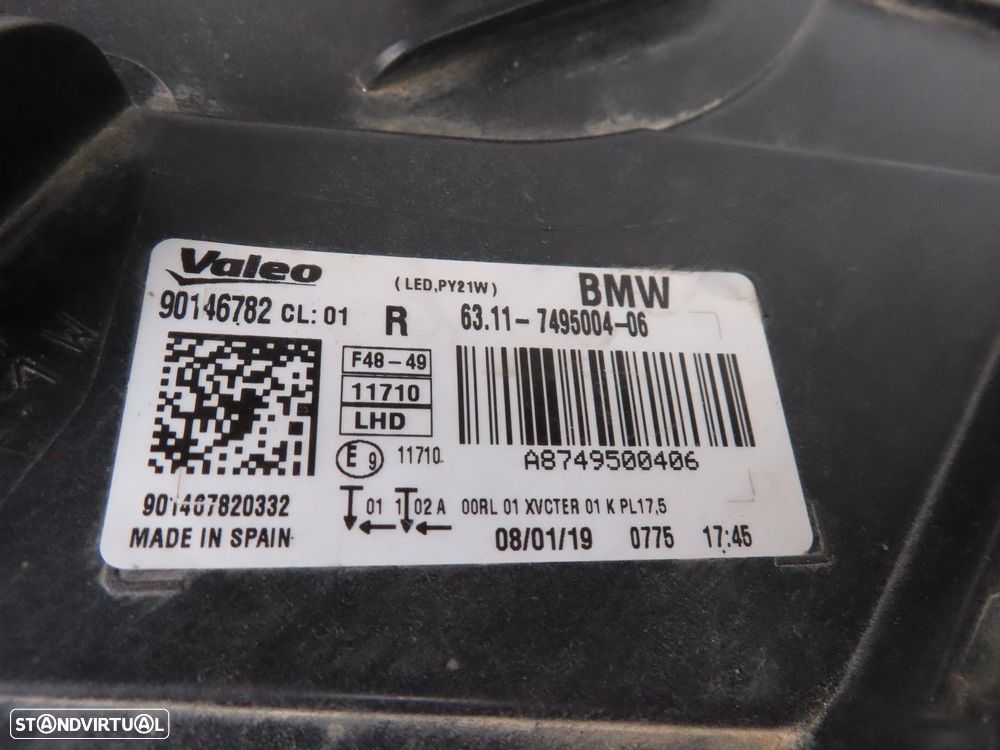 Valeo
(LED,PY21W)
BMW
90146782 CL: 01
R
63.11-7495004-06
F48-49
11710
LHD
E9
11710
A8749500406
901467820332
01 1 02 A
00RL 01 XVCTER 01 K PL17,5
MADE IN SPAIN
08/01/19 0775 17:45
STANDVIRTUAL